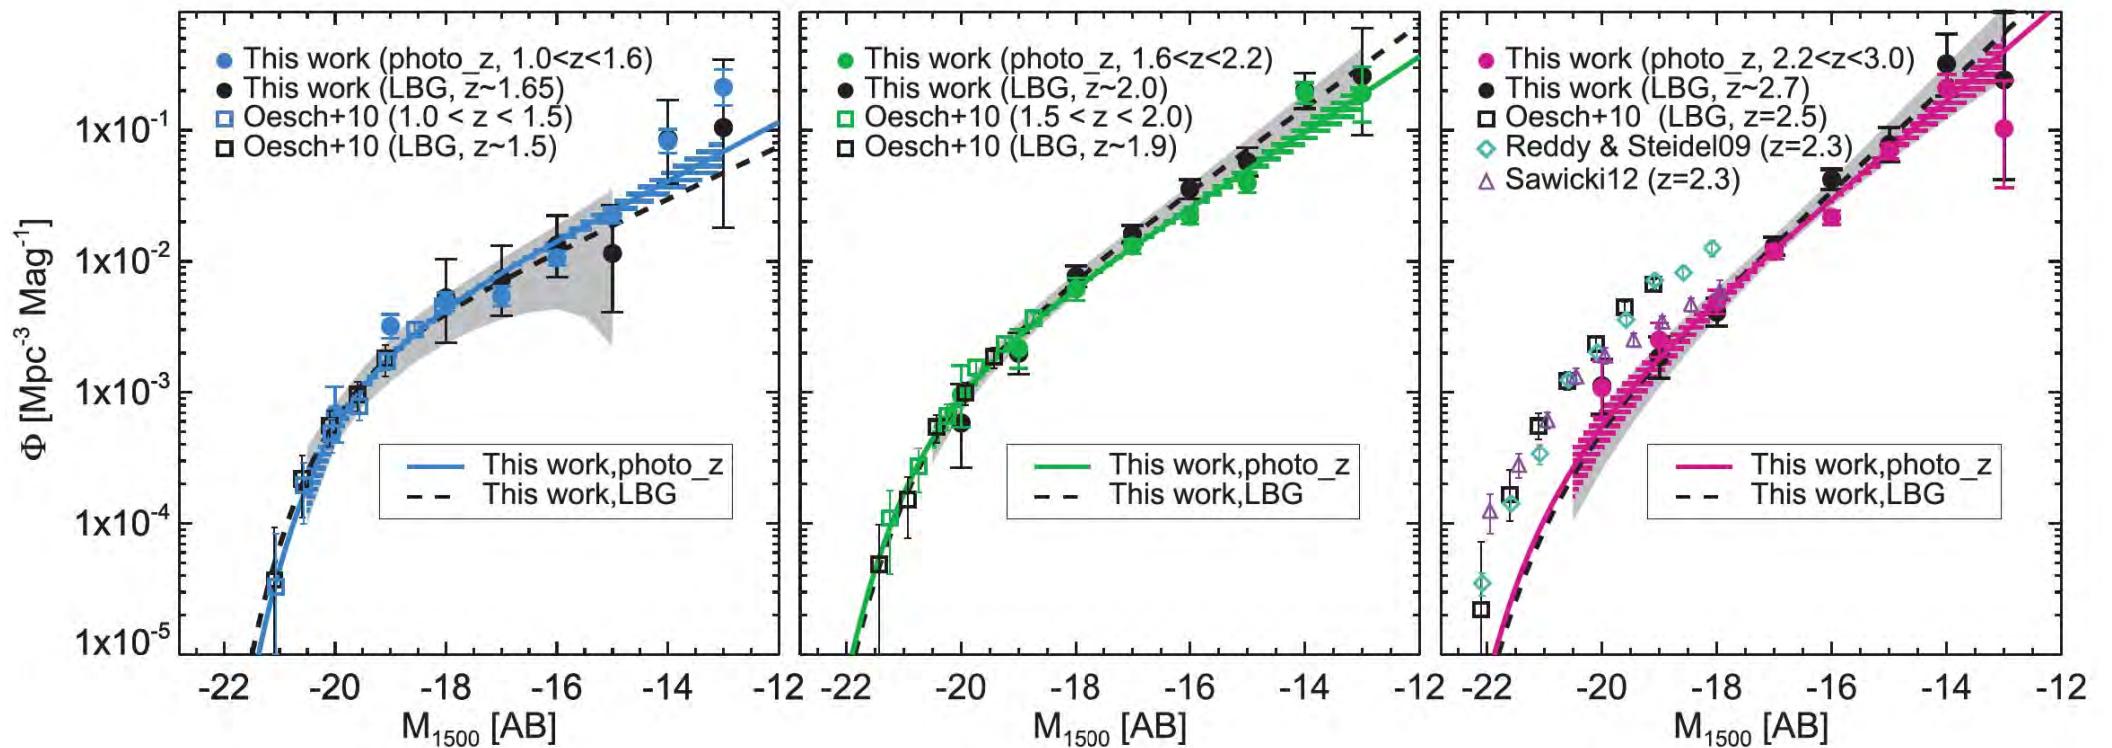 This work (photo_z, 1.0<z<1.6)
This work (LBG, z~1.65)
Oesch+10 (1.0 < z < 1.5)
Oesch+10 (LBG, z~1.5)
This work,photo_z
This work,LBG
Φ [Mpc⁻³ Mag⁻¹]
1x10⁻¹
1x10⁻²
1x10⁻³
1x10⁻⁴
1x10⁻⁵
-22 -20 -18 -16 -14 -12
M₁₅₀₀ [AB]
This work (photo_z, 1.6<z<2.2)
This work (LBG, z~2.0)
Oesch+10 (1.5 < z < 2.0)
Oesch+10 (LBG, z~1.9)
This work,photo_z
This work,LBG
-22 -20 -18 -16 -14 -12
M₁₅₀₀ [AB]
This work (photo_z, 2.2<z<3.0)
This work (LBG, z~2.7)
Oesch+10 (LBG, z=2.5)
Reddy & Steidel09 (z=2.3)
Sawicki12 (z=2.3)
This work,photo_z
This work,LBG
-22 -20 -18 -16 -14 -12
M₁₅₀₀ [AB]